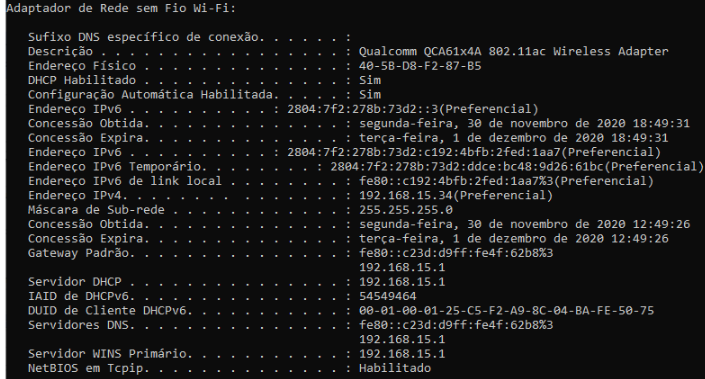 Adaptador de Rede sem Fio Wi-Fi:
Sufixo DNS específico de conexão. . . . . . :
Descrição . . . . . . . . . . . . . . . . . : Qualcomm QCA61x4A 802.11ac Wireless Adapter
Endereço Físico . . . . . . . . . . . . . . : 40-5B-D8-F2-87-B5
DHCP Habilitado . . . . . . . . . . . . . . : Sim
Configuração Automática Habilitada. . . . . : Sim
Endereço IPv6 . . . . . . . . . . : 2804:7f2:278b:73d2::3(Preferencial)
Concessão Obtida. . . . . . . . . . . . . . : segunda-feira, 30 de novembro de 2020 18:49:31
Concessão Expira. . . . . . . . . . . . . . : terça-feira, 1 de dezembro de 2020 18:49:31
Endereço IPv6 . . . . . . . . . . : 2804:7f2:278b:73d2:c192:4bfb:2fed:1aa7(Preferencial)
Endereço IPv6 Temporário. . . . . . . . : 2804:7f2:278b:73d2:ddce:bc48:9d26:61bc(Preferencial)
Endereço IPv6 de link local . . . . . . . . : fe80::c192:4bfb:2fed:1aa7%3(Preferencial)
Endereço IPv4. . . . . . . . . . . . . . . : 192.168.15.34(Preferencial)
Máscara de Sub-rede . . . . . . . . . . . . : 255.255.255.0
Concessão Obtida. . . . . . . . . . . . . . : segunda-feira, 30 de novembro de 2020 12:49:26
Concessão Expira. . . . . . . . . . . . . . : terça-feira, 1 de dezembro de 2020 12:49:26
Gateway Padrão. . . . . . . . . . . . . . . : fe80::c23d:d9ff:fe4f:62b8%3
192.168.15.1
Servidor DHCP . . . . . . . . . . . . . . . : 192.168.15.1
IAID de DHCPv6. . . . . . . . . . . . . . . : 54549464
DUID de Cliente DHCPv6. . . . . . . . . . . : 00-01-00-01-25-C5-F2-A9-8C-04-BA-FE-50-75
Servidores DNS. . . . . . . . . . . . . . . : fe80::c23d:d9ff:fe4f:62b8%3
192.168.15.1
Servidor WINS Primário. . . . . . . . . . . : 192.168.15.1
NetBIOS em Tcpip. . . . . . . . . . . . . . : Habilitado